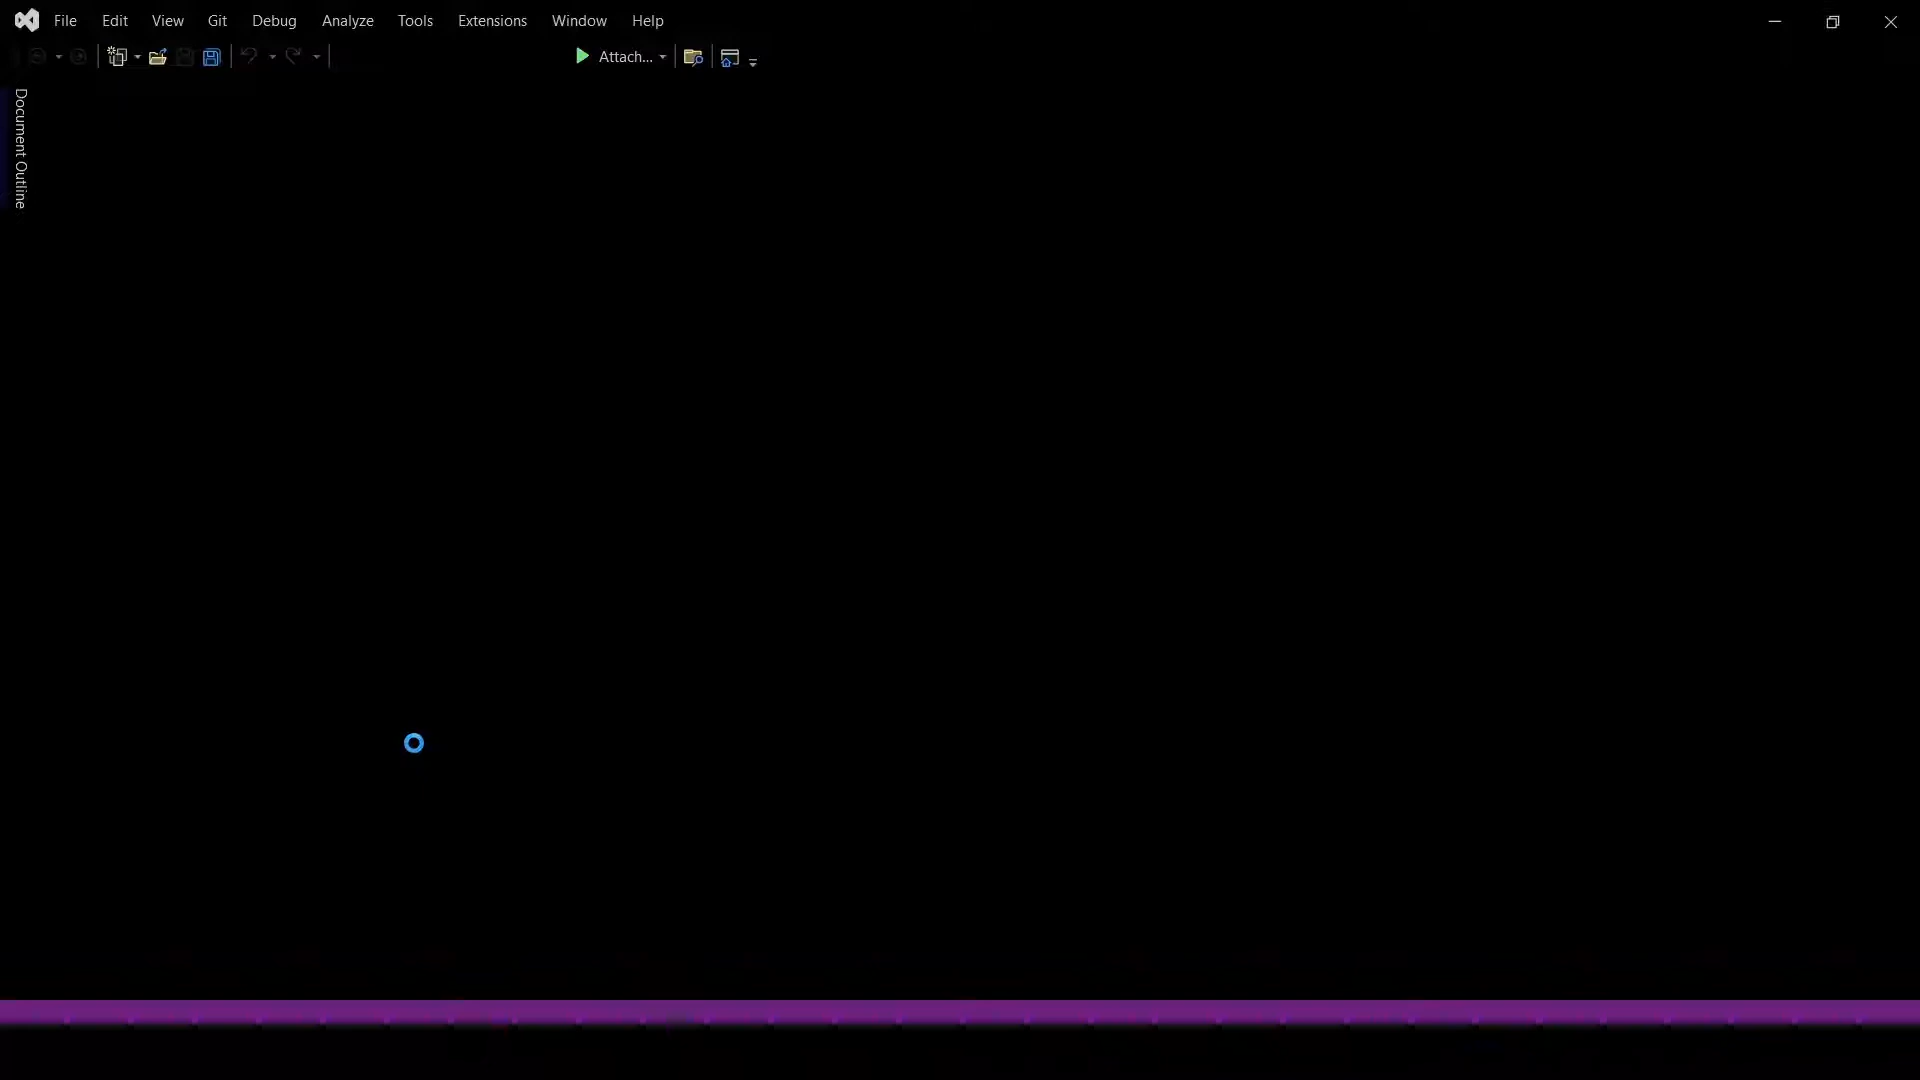 File Edit View Git Debug Analyze Tools Extensions Window Help
Attach...
Document Outline